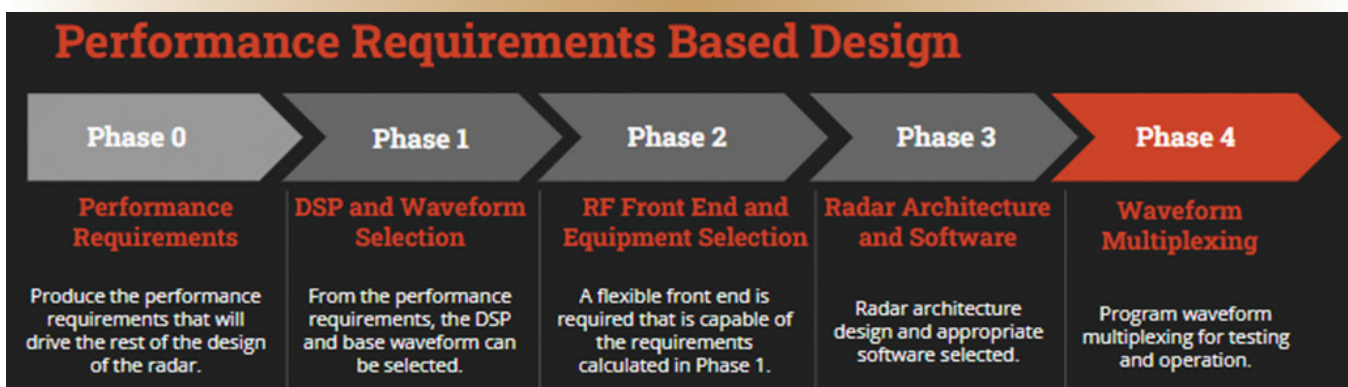 Performance Requirements Based Design
Phase 0
Phase 1
Phase 2
Phase 3
Phase 4
Performance
Requirements
Produce the performance
requirements that will
drive the rest of the design
of the radar.
DSP and Waveform
Selection
From the performance
requirements, the DSP
and base waveform can
be selected.
RF Front End and
Equipment Selection
A flexible front end is
required that is capable of
the requirements
calculated in Phase 1.
Radar Architecture
and Software
Radar architecture
design and appropriate
software selected.
Waveform
Multiplexing
Program waveform
multiplexing for testing
and operation.